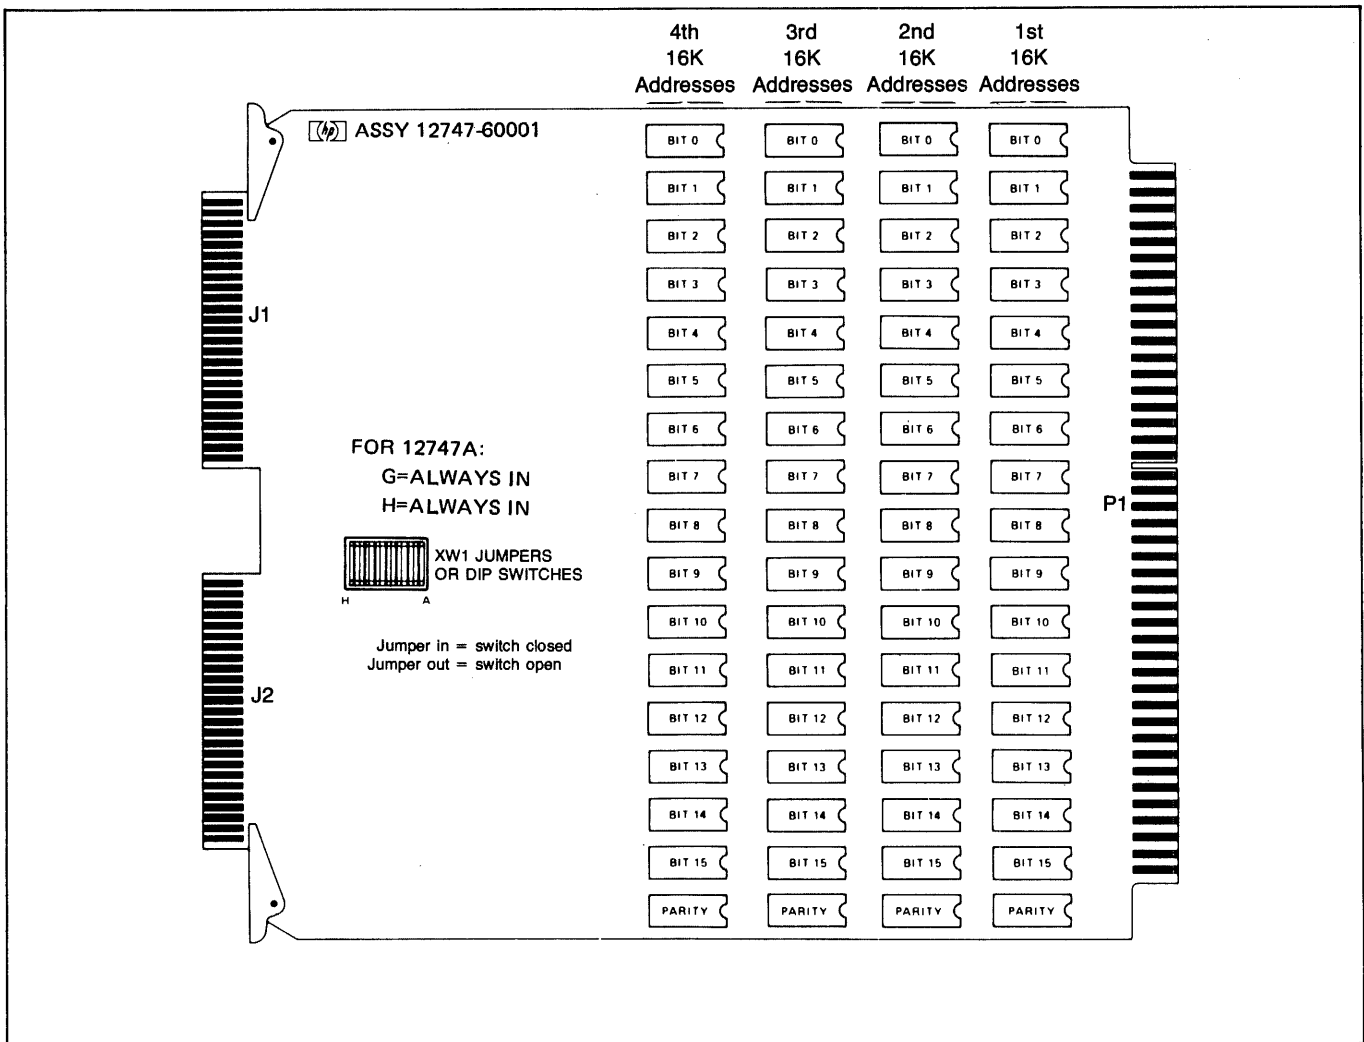 4th 3rd 2nd 1st
16K 16K 16K 16K
Addresses Addresses Addresses Addresses
hp ASSY 12747-60001
BIT 0 BIT 0 BIT 0 BIT 0
BIT 1 BIT 1 BIT 1 BIT 1
BIT 2 BIT 2 BIT 2 BIT 2
BIT 3 BIT 3 BIT 3 BIT 3
J1
BIT 4 BIT 4 BIT 4 BIT 4
BIT 5 BIT 5 BIT 5 BIT 5
BIT 6 BIT 6 BIT 6 BIT 6
FOR 12747A:
G=ALWAYS IN
H=ALWAYS IN
BIT 7 BIT 7 BIT 7 BIT 7
P1
BIT 8 BIT 8 BIT 8 BIT 8
XW1 JUMPERS
OR DIP SWITCHES
H A
BIT 9 BIT 9 BIT 9 BIT 9
BIT 10 BIT 10 BIT 10 BIT 10
Jumper in = switch closed
Jumper out = switch open
BIT 11 BIT 11 BIT 11 BIT 11
J2
BIT 12 BIT 12 BIT 12 BIT 12
BIT 13 BIT 13 BIT 13 BIT 13
BIT 14 BIT 14 BIT 14 BIT 14
BIT 15 BIT 15 BIT 15 BIT 15
PARITY PARITY PARITY PARITY